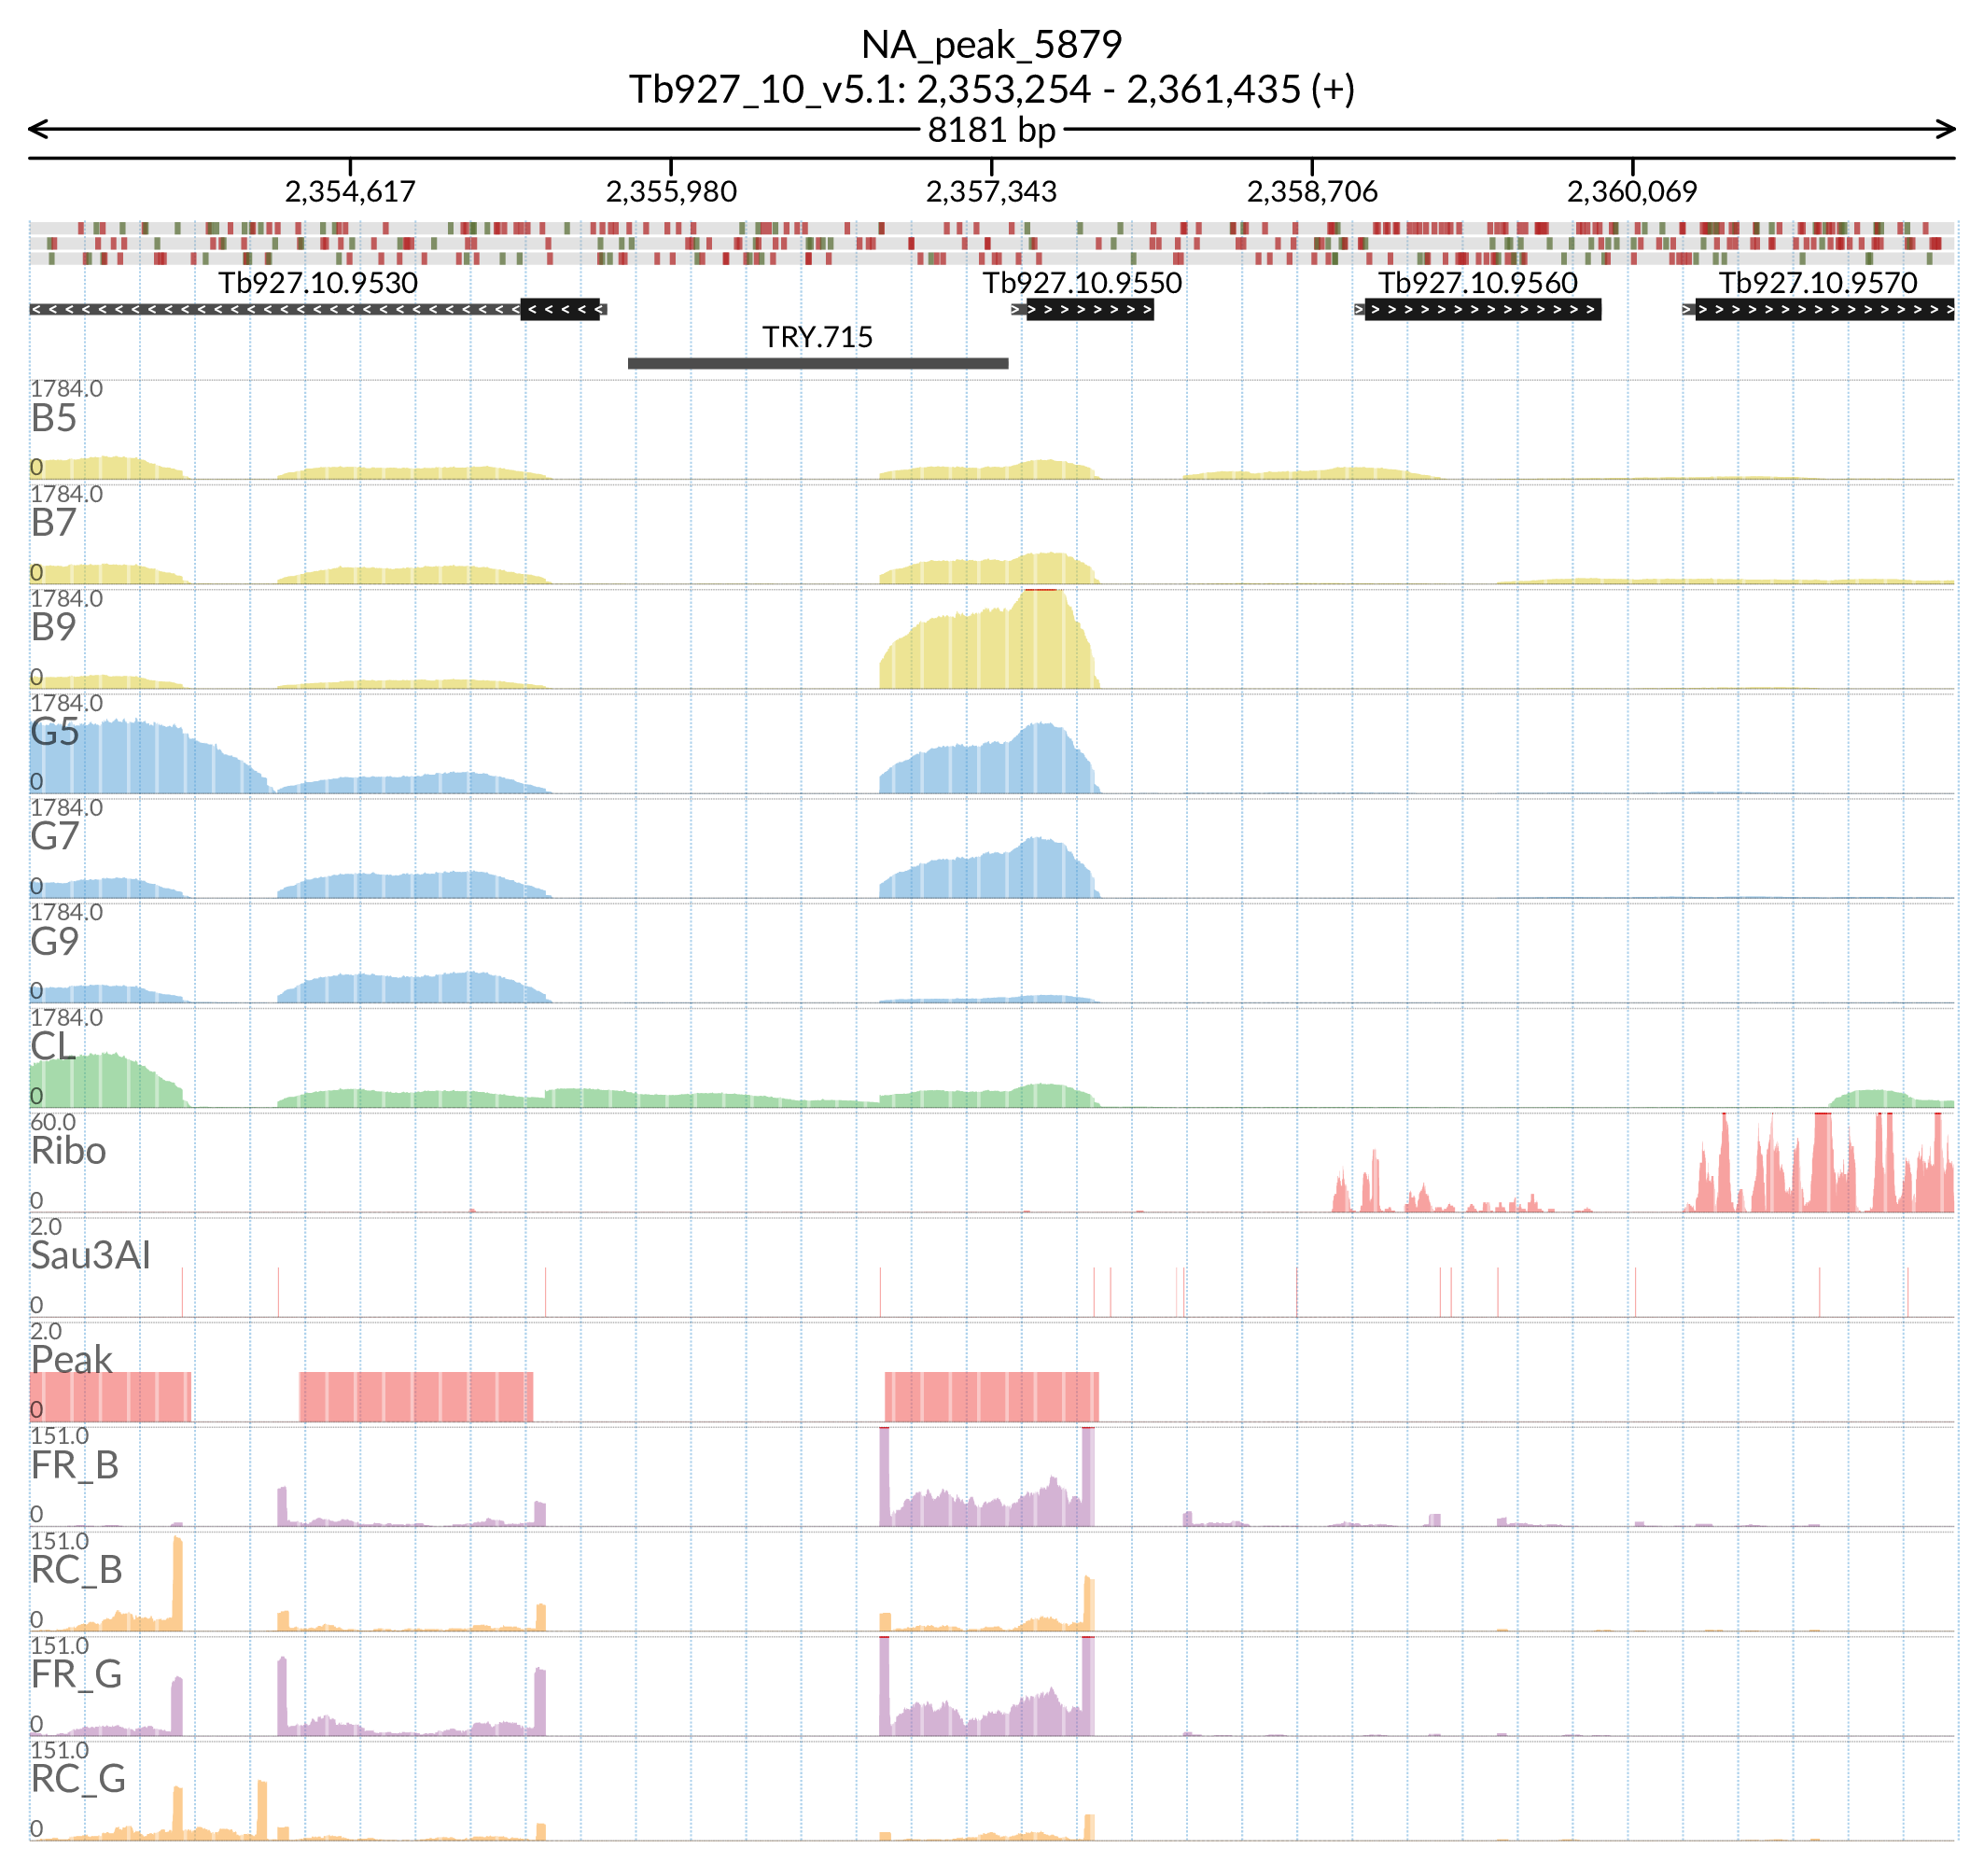 NA_peak_5879
Tb927_10_v5.1: 2,353,254 - 2,361,435 (+)
8181 bp
2,354,617 2,355,980 2,357,343 2,358,706 2,360,069
Tb927.10.9530 Tb927.10.9550 Tb927.10.9560 Tb927.10.9570
TRY.715
1784.0
B5
0
1784.0
B7
0
1784.0
B9
0
1784.0
G5
0
1784.0
G7
0
1784.0
G9
0
1784.0
CL
0
60.0
Ribo
0
2.0
Sau3AI
0
2.0
Peak
0
151.0
FR_B
0
151.0
RC_B
0
151.0
FR_G
0
151.0
RC_G
0